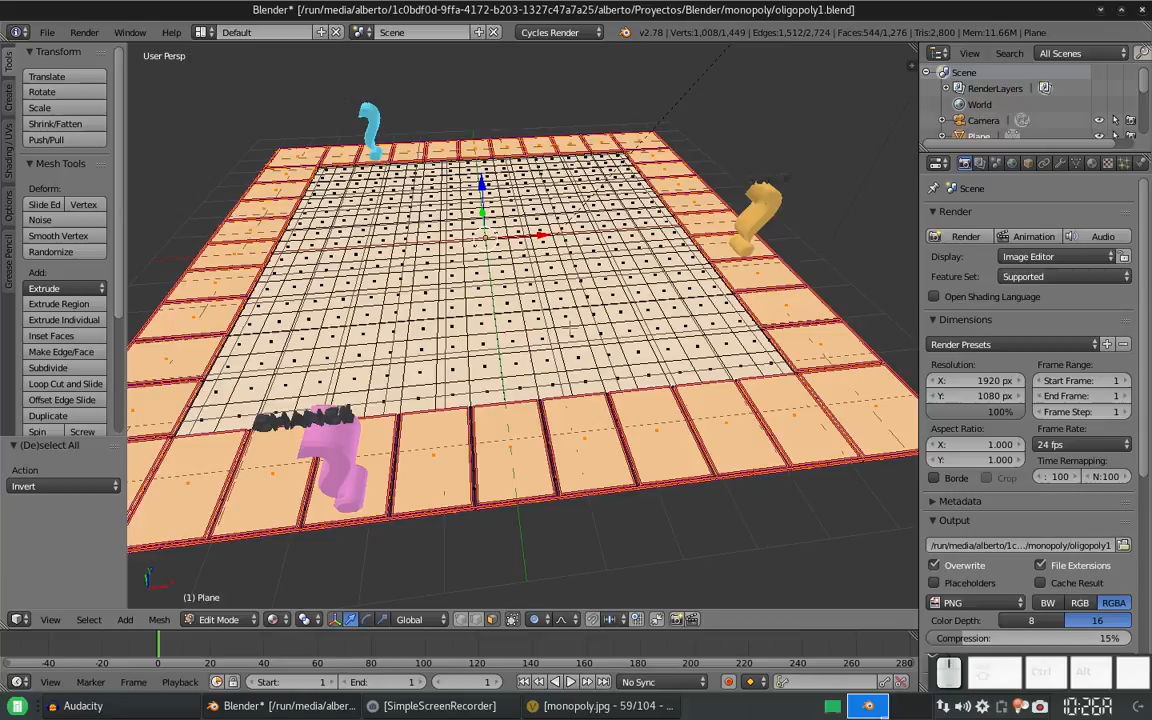 Blender* [/run/media/alberto/1c0bdf0d-9ffa-4172-b203-1327c47a7a25/alberto/Proyectos/Blender/monopoly/oligopoly1.blend]
File Render Window Help Default Scene Cycles Render v2.78 | Verts:1,008/1,449 | Edges:1,512/2,724 | Faces:544/1,276 | Tris:2,800 | Mem:11.66M | Plane
Tools
Create
Shading / UVs
Options
Grease Pencil
Transform
Translate
Rotate
Scale
Shrink/Fatten
Push/Pull
Mesh Tools
Deform:
Slide Ed Vertex
Noise
Smooth Vertex
Randomize
Add:
Extrude
Extrude Region
Extrude Individual
Inset Faces
Make Edge/Face
Subdivide
Loop Cut and Slide
Offset Edge Slide
Duplicate
Spin Screw
(De)select All
Action
Invert
User Persp
(1) Plane
View Select Add Mesh Edit Mode Global
View Search All Scenes
Scene
RenderLayers
World
Camera
Plane
Scene
Render
Render Animation Audio
Display: Image Editor
Feature Set: Supported
Open Shading Language
Dimensions
Render Presets
Resolution: Frame Range:
X: 1920 px Start Frame: 1
Y: 1080 px End Frame: 1
100% Frame Step: 1
Aspect Ratio: Frame Rate:
X: 1.000 24 fps
Y: 1.000 Time Remapping:
Borde Crop : 100 N:100
Metadata
Output
/run/media/alberto/1c... /monopoly/oligopoly1
Overwrite File Extensions
Placeholders Cache Result
PNG BW RGB RGBA
Color Depth: 8 16
Compression: 15%
-40 -20 0 20 40 60 80 100 120 140 160 180 200 220 240 260 280
View Marker Frame Playback Start: 1 End: 1 1 No Sync
Ctrl Alt
Audacity Blender* [/run/media/alber... [SimpleScreenRecorder] [monopoly.jpg - 59/104 - ...